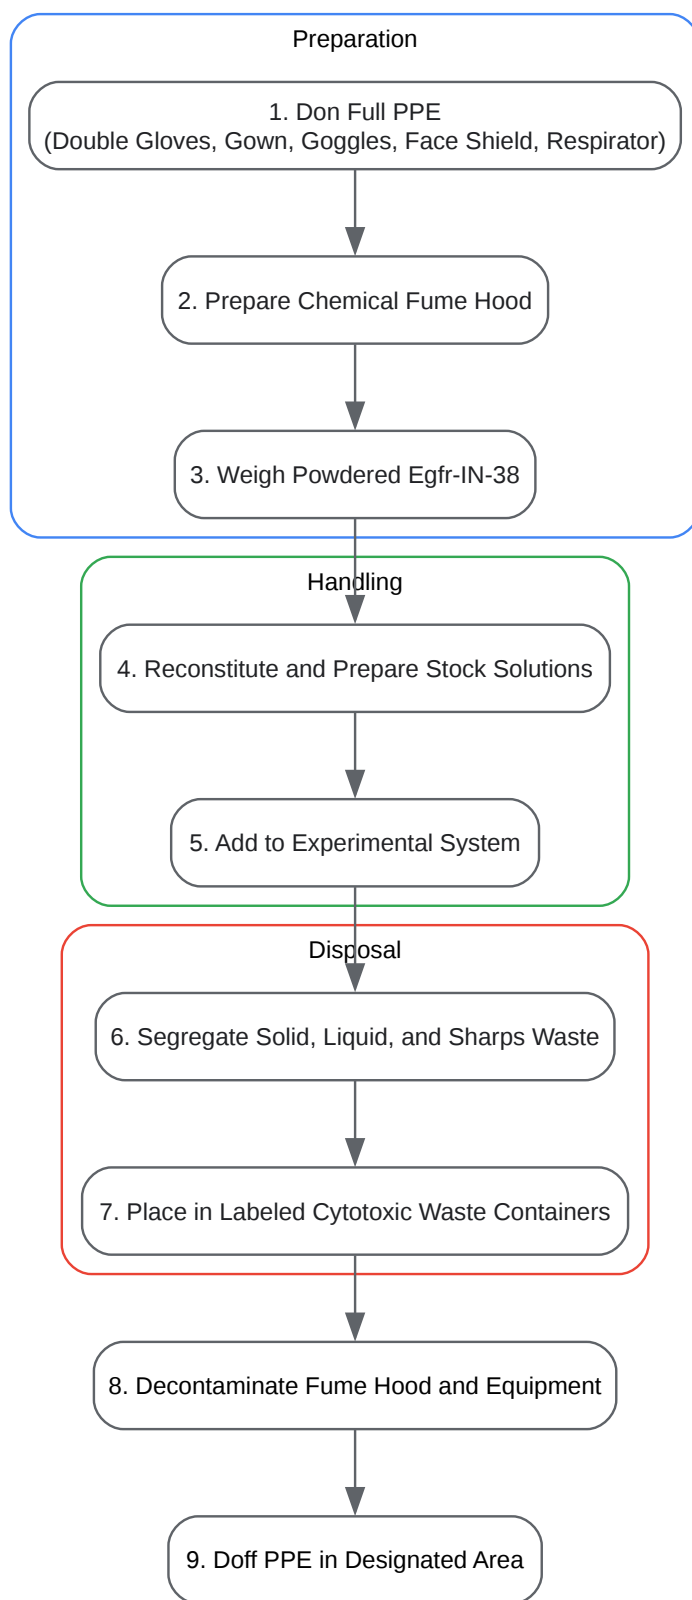 Preparation
1. Don Full PPE
(Double Gloves, Gown, Goggles, Face Shield, Respirator)
2. Prepare Chemical Fume Hood
3. Weigh Powdered Egfr-IN-38
Handling
4. Reconstitute and Prepare Stock Solutions
5. Add to Experimental System
Disposal
6. Segregate Solid, Liquid, and Sharps Waste
7. Place in Labeled Cytotoxic Waste Containers
8. Decontaminate Fume Hood and Equipment
9. Doff PPE in Designated Area